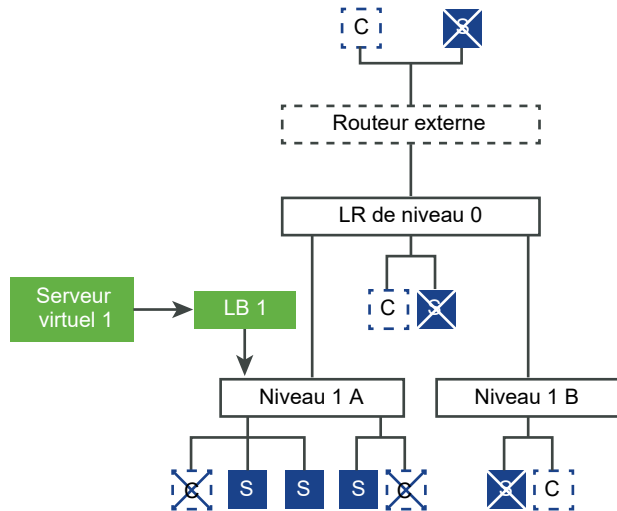 C S
Routeur externe
LR de niveau 0
C S
Serveur
virtuel 1
LB 1
Niveau 1 A
Niveau 1 B
C S S S C S C